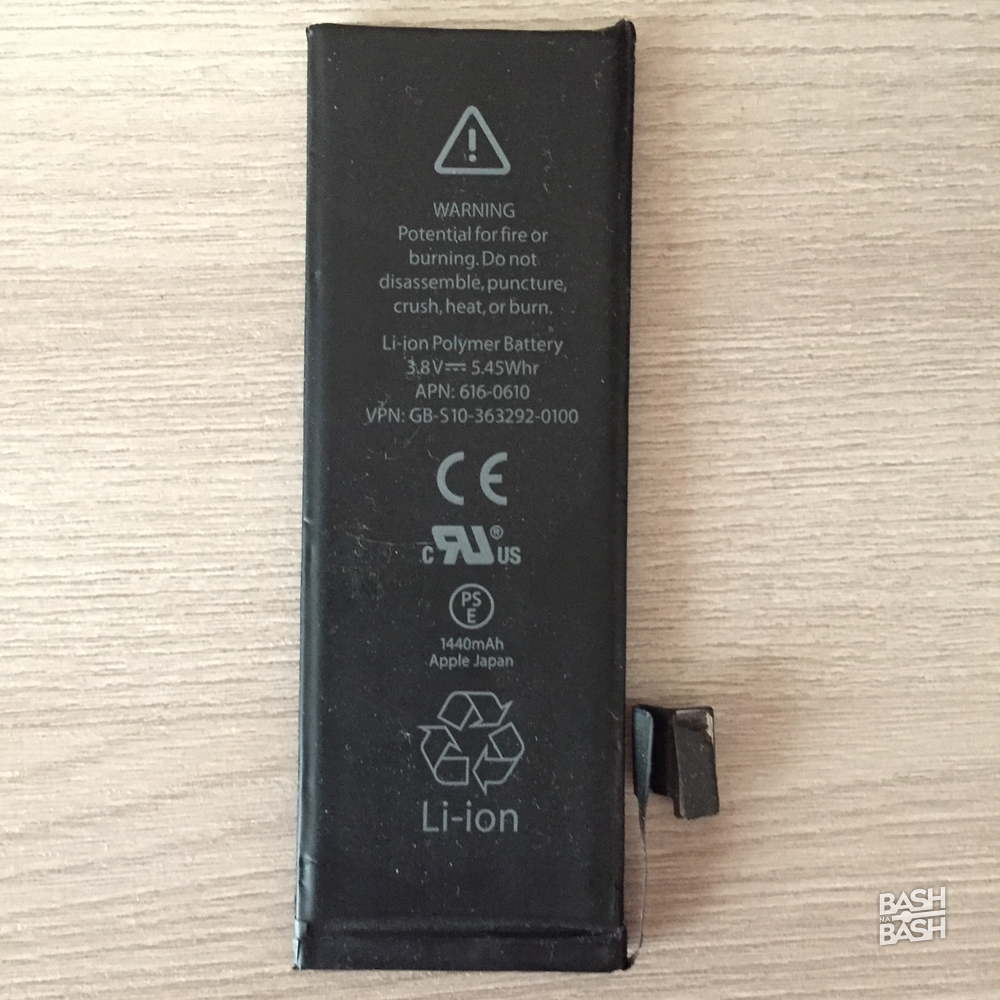 WARNING
Potential for fire or
burning. Do not
disassemble, puncture,
crush, heat, or burn.
Li-ion Polymer Battery
3.8V⎓ 5.45Whr
APN: 616-0610
VPN: GB-S10-363292-0100
CE
c RU® US
PS
E
1440mAh
Apple Japan
Li-ion
BASH
NA
BASH